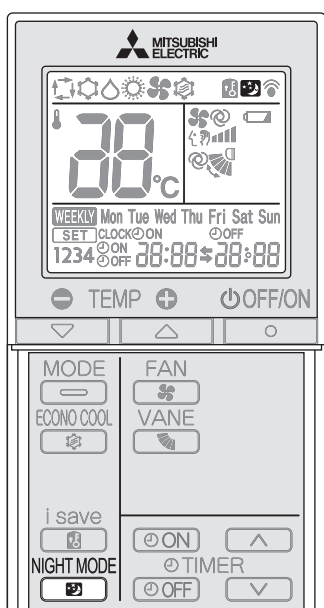 MITSUBISHI
ELECTRIC
88°C
WEEKLY Mon Tue Wed Thu Fri Sat Sun
SET CLOCK ON OFF
1234 ON OFF 88:88 88:88
TEMP OFF/ON
MODE FAN
ECONO COOL VANE
i save
ON
NIGHT MODE TIMER
OFF